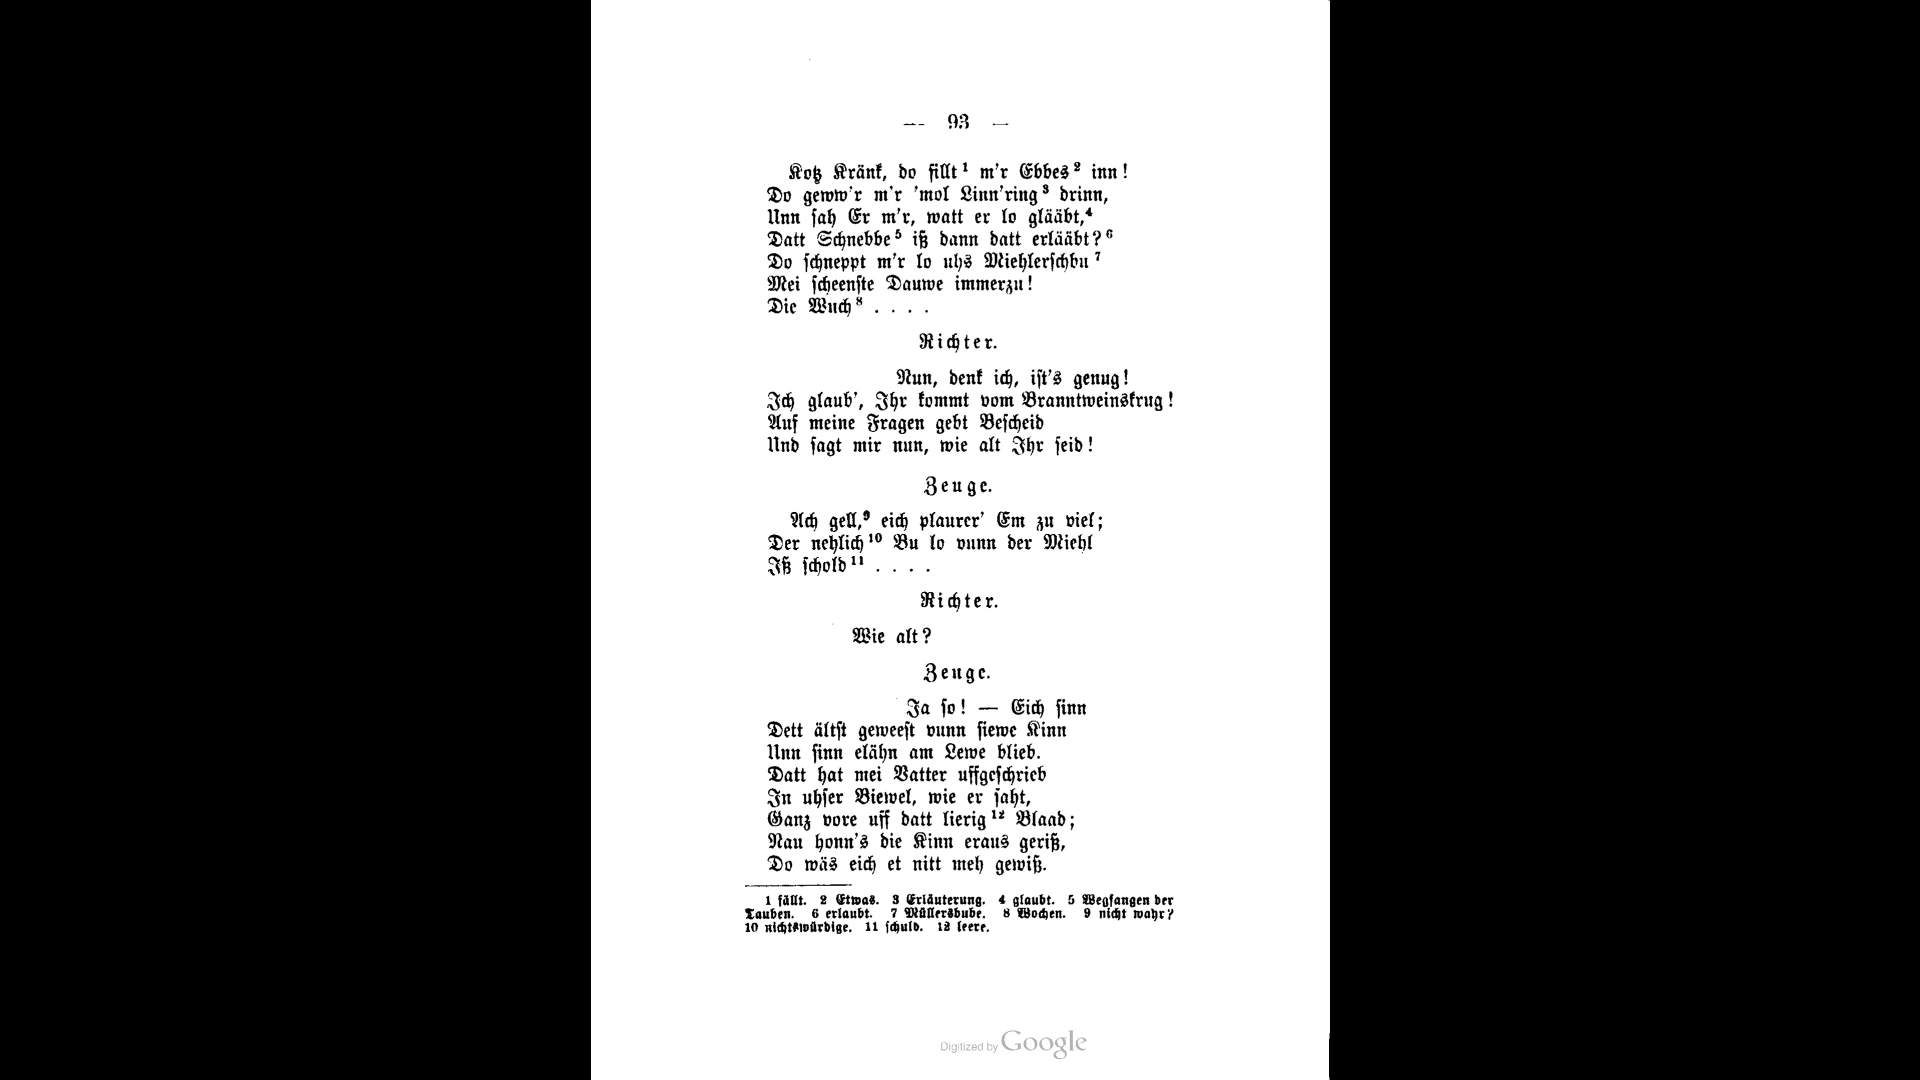 — 93 —
Kotz Kränk, do fillt¹ m'r Ebbes² inn!
Do geww'r m'r 'mol Linn'ring³ drinn,
Unn sah Er m'r, watt er lo glääbt,⁴
Datt Schnebbe⁵ iß dann datt erlääbt?⁶
Do schneppt m'r lo uhs Miehlerschbu⁷
Mei scheenste Dauwe immerzu!
Die Wuch⁸ . . . .
Richter.
Nun, denk ich, ist's genug!
Ich glaub', Ihr kommt vom Branntweinskrug!
Auf meine Fragen gebt Bescheid
Und sagt mir nun, wie alt Ihr seid!
Zeuge.
Ach gell,⁹ eich plaurer' Em zu viel;
Der nehlich¹⁰ Bu lo vunn der Miehl
Iß schold¹¹ . . . .
Richter.
Wie alt?
Zeuge.
Ja so! — Eich sinn
Dett ältst geweest vunn siewe Kinn
Unn sinn elähn am Lewe blieb.
Datt hat mei Vatter uffgeschrieb
In uhser Biewel, wie er saht,
Ganz vore uff datt lierig¹² Blaad;
Nau honn's die Kinn eraus geriß,
Do wäs eich et nitt meh gewiß.
1 fällt. 2 Etwas. 3 Erläuterung. 4 glaubt. 5 Wegfangen der
Tauben. 6 erlaubt. 7 Müllersbube. 8 Wochen. 9 nicht wahr?
10 nichtswürdige. 11 schuld. 12 leere.
Digitized by Google